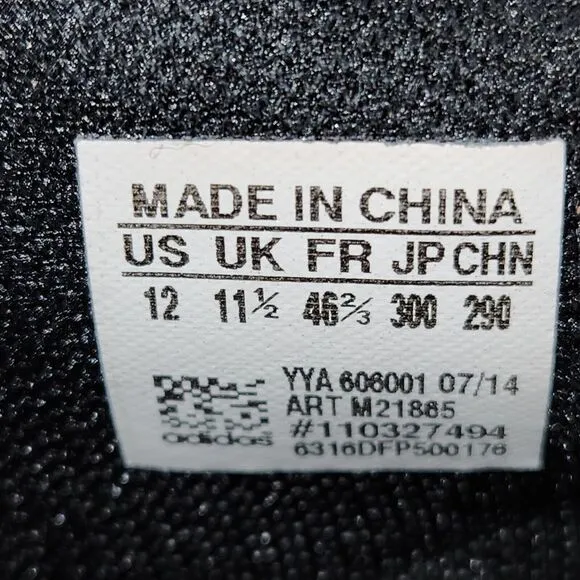 MADE IN CHINA
US UK FR JP CHN
12 11½ 46⅔ 300 290
YYA 606001 07/14
ART M21865
#110327494
adidas 6316DFP500176